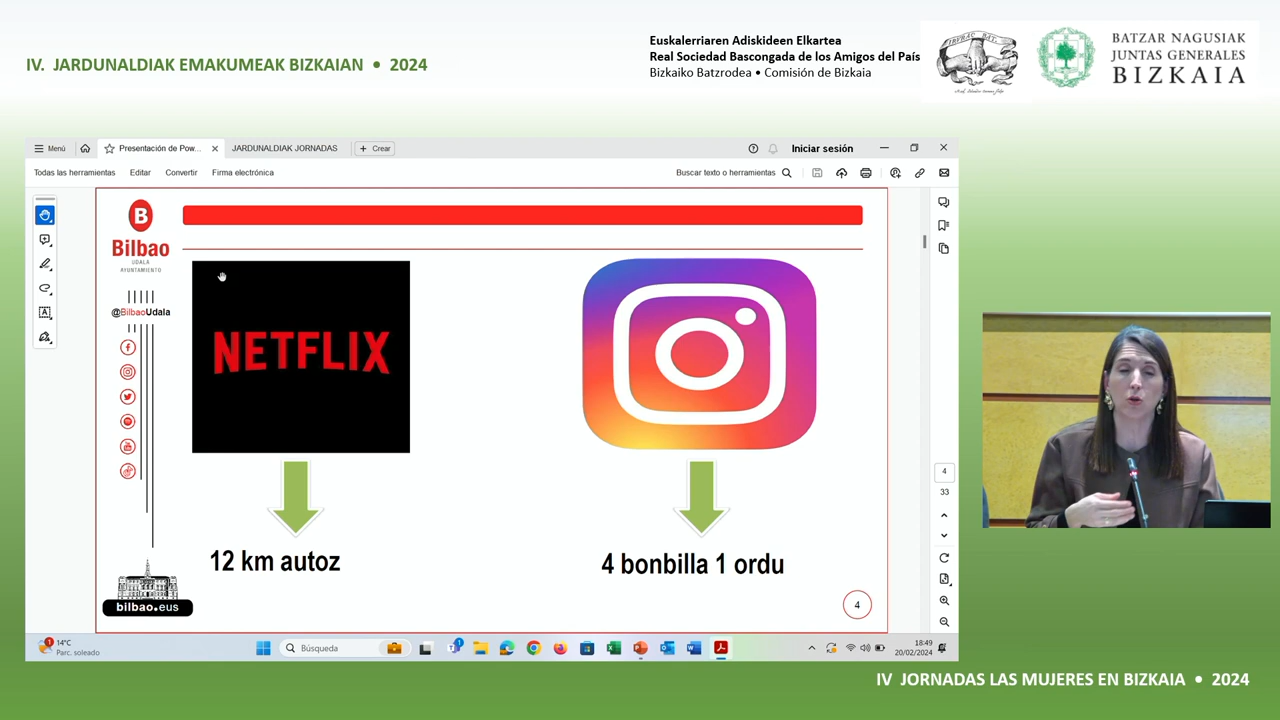 IV. JARDUNALDIAK EMAKUMEAK BIZKAIAN • 2024
Euskalerriaren Adiskideen Elkartea
Real Sociedad Bascongada de los Amigos del País
Bizkaiko Batzrodea • Comisión de Bizkaia
BATZAR NAGUSIAK
JUNTAS GENERALES
BIZKAIA
Menú
Presentación de Pow...
JARDUNALDIAK JORNADAS
Crear
Iniciar sesión
Todas las herramientas
Editar
Convertir
Firma electrónica
Buscar texto o herramientas
B
Bilbao
UDALA
AYUNTAMIENTO
@BilbaoUdala
NETFLIX
12 km autoz
4 bonbilla 1 ordu
bilbao.eus
4
4
33
14°C
Parc. soleado
Búsqueda
18:49
20/02/2024
IV JORNADAS LAS MUJERES EN BIZKAIA • 2024